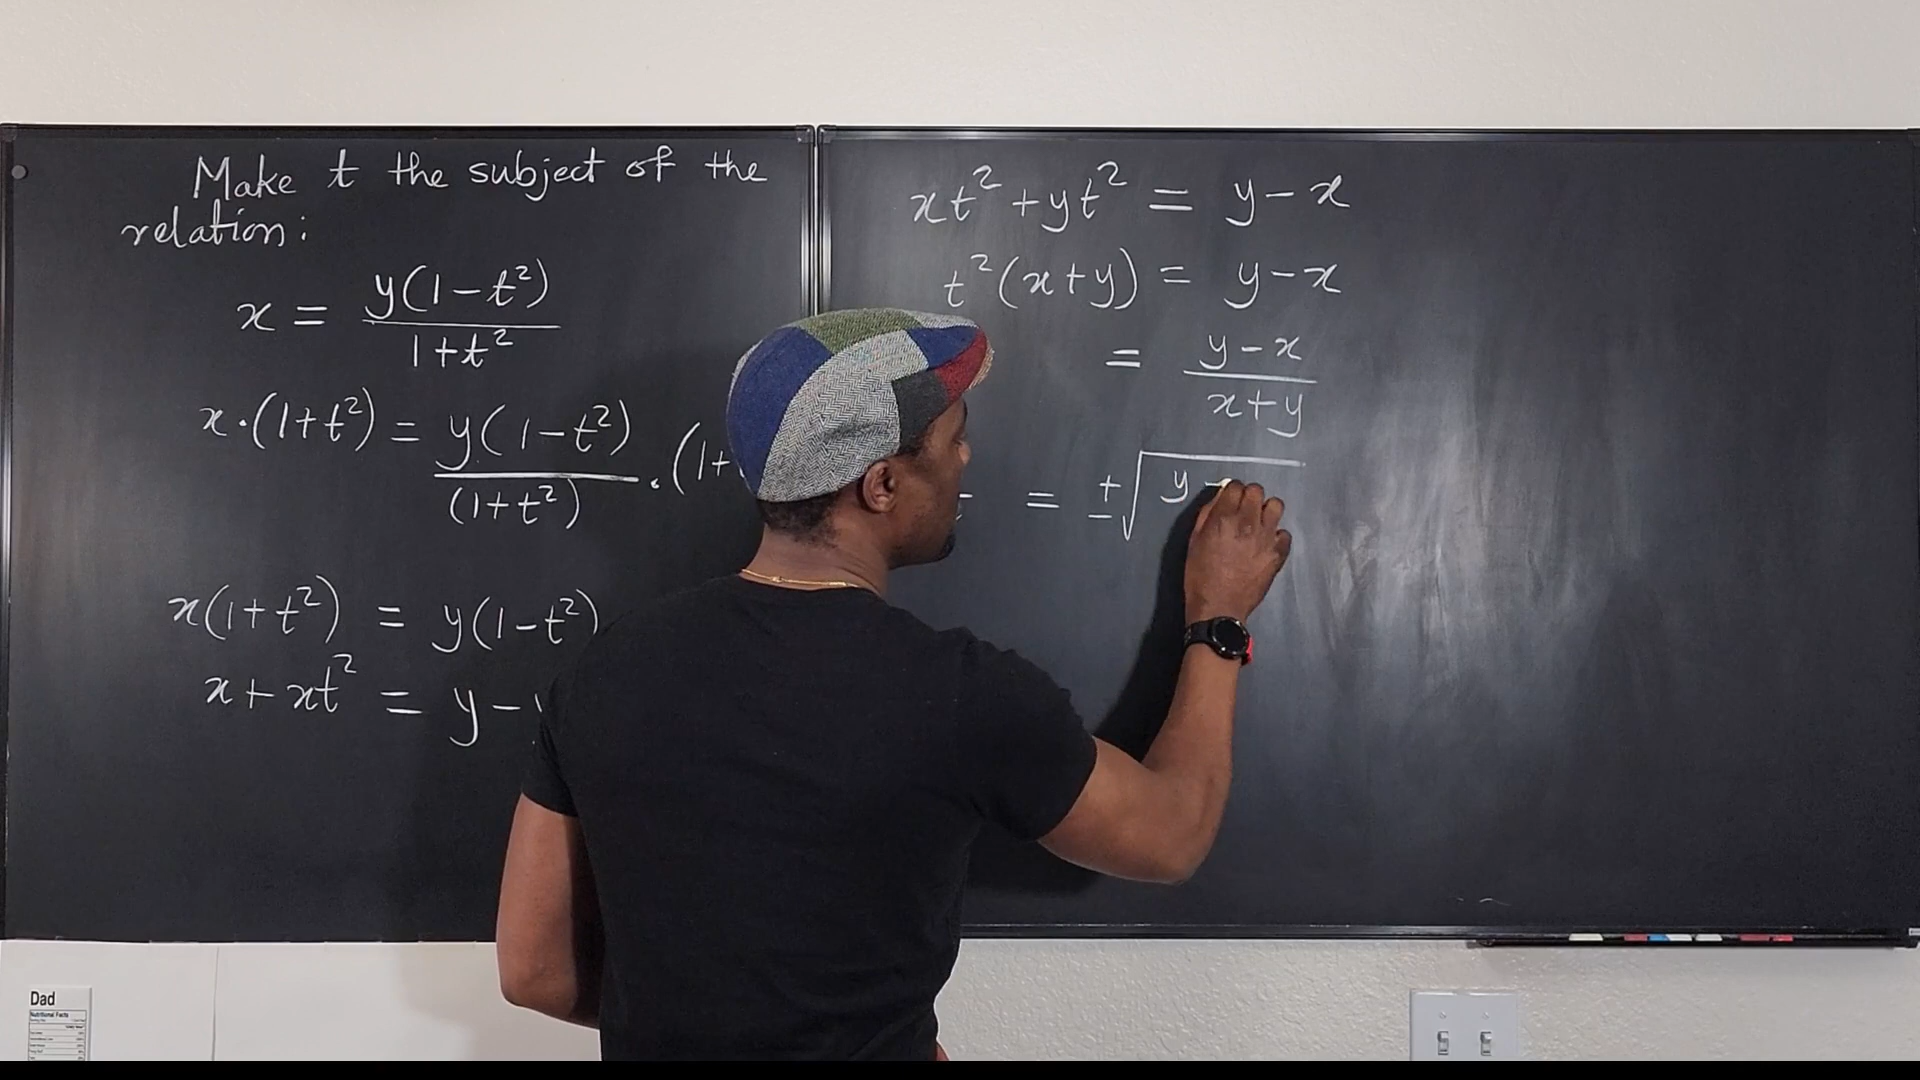 Make t the subject of the
relation:
x = y(1-t²)/1+t²
x·(1+t²) = y(1-t²)/(1+t²) · (1+
x(1+t²) = y(1-t²)
x+xt² = y-
xt²+yt² = y-x
t²(x+y) = y-x
= y-x/x+y
= ±√y-
Dad
Nutritional Facts